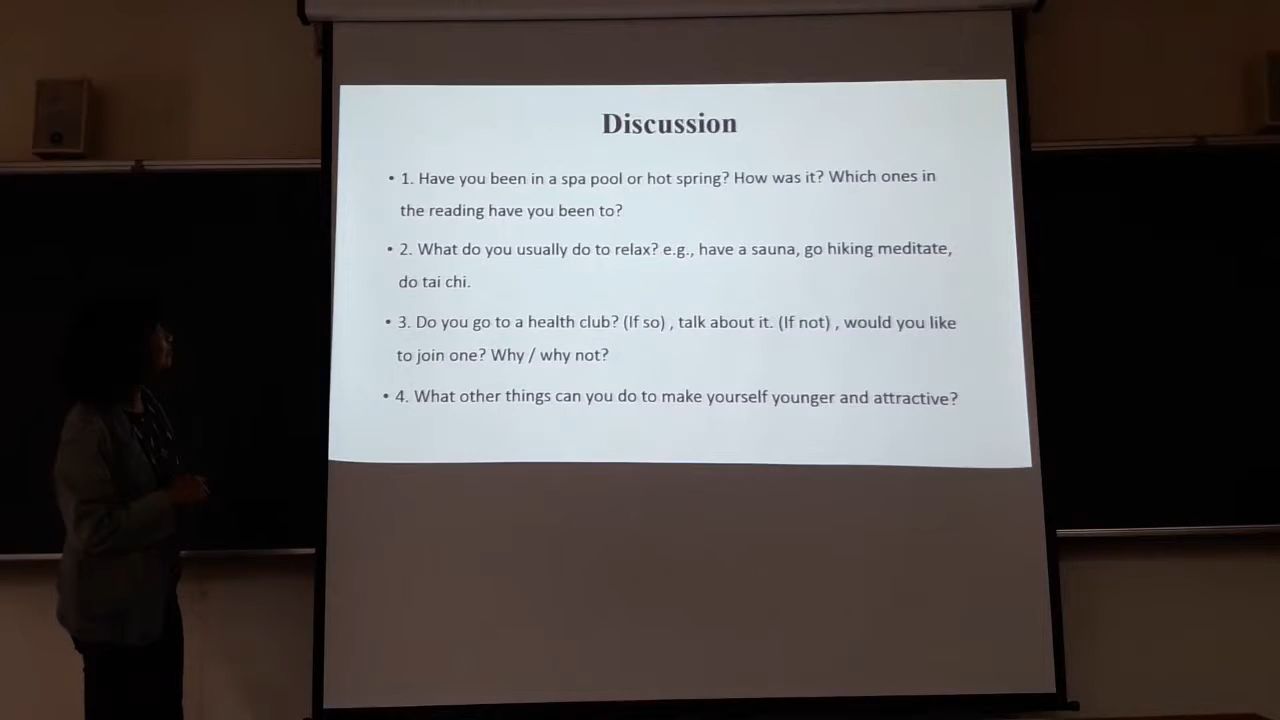 Discussion
• 1. Have you been in a spa pool or hot spring? How was it? Which ones in
the reading have you been to?
• 2. What do you usually do to relax? e.g., have a sauna, go hiking meditate,
do tai chi.
• 3. Do you go to a health club? (If so) , talk about it. (If not) , would you like
to join one? Why / why not?
• 4. What other things can you do to make yourself younger and attractive?